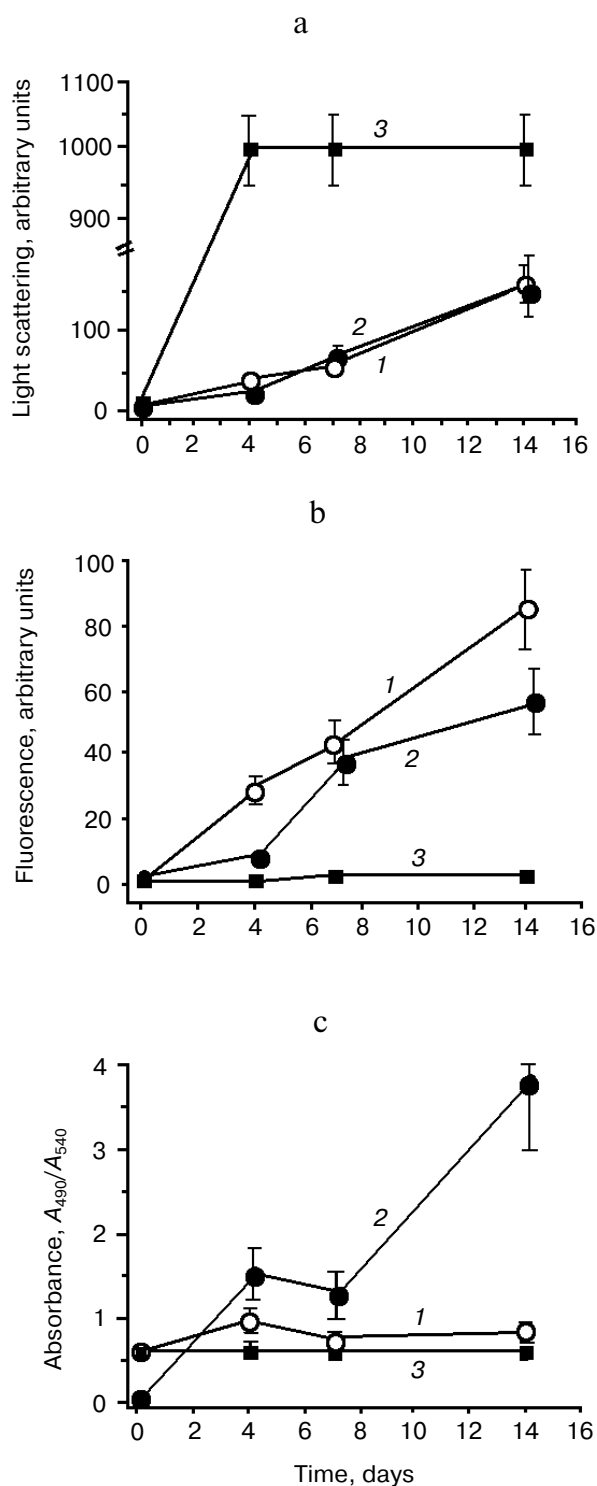 a
Light scattering, arbitrary units
1100
1000
900
100
0
3
2
1
0 2 4 6 8 10 12 14 16
b
Fluorescence, arbitrary units
100
80
60
40
20
0
1
2
3
0 2 4 6 8 10 12 14 16
c
Absorbance, A490/A540
4
3
2
1
0
2
1
3
0 2 4 6 8 10 12 14 16
Time, days